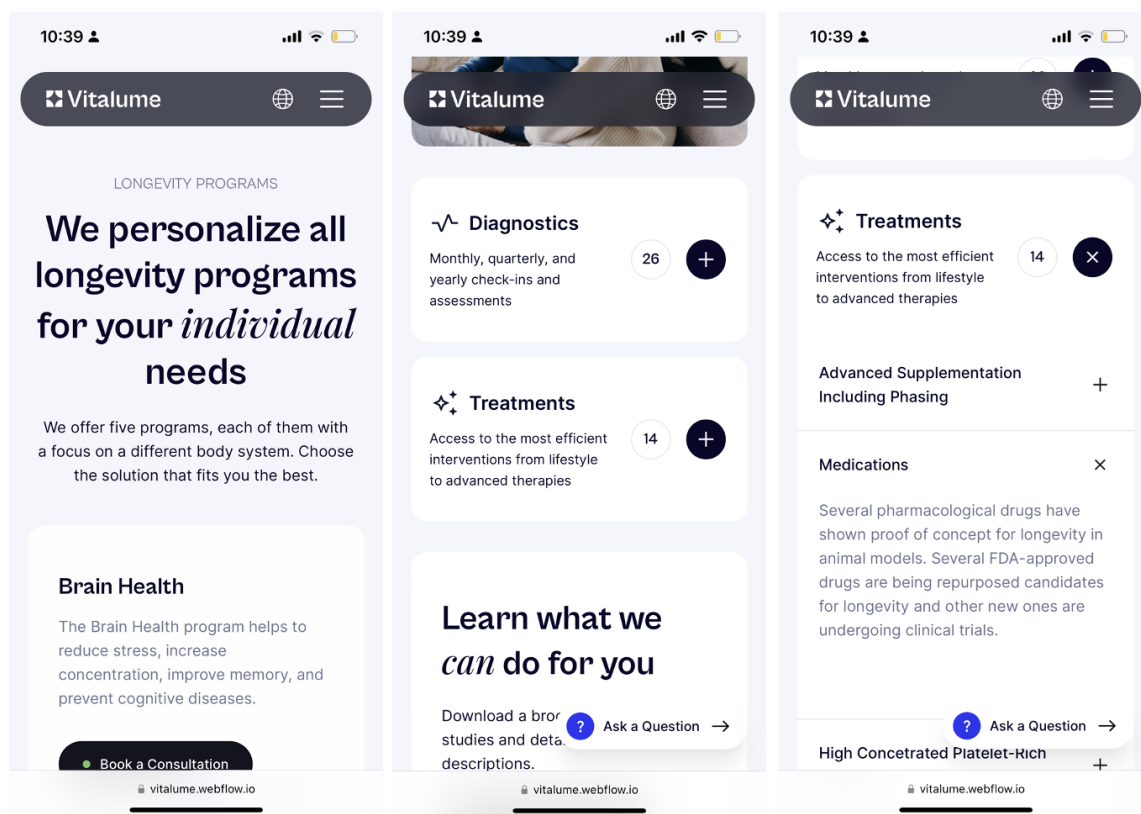 10:39
Vitalume
LONGEVITY PROGRAMS
We personalize all
longevity programs
for your individual
needs
We offer five programs, each of them with
a focus on a different body system. Choose
the solution that fits you the best.
Brain Health
The Brain Health program helps to
reduce stress, increase
concentration, improve memory, and
prevent cognitive diseases.
Book a Consultation
vitalume.webflow.io
10:39
Vitalume
Diagnostics
Monthly, quarterly, and
yearly check-ins and
assessments
26
Treatments
Access to the most efficient
interventions from lifestyle
to advanced therapies
14
Learn what we
can do for you
Download a
studies and
descriptions.
? Ask a Question
vitalume.webflow.io
10:39
Vitalume
Treatments
Access to the most efficient
interventions from lifestyle
to advanced therapies
14
Advanced Supplementation
Including Phasing
Medications
Several pharmacological drugs have
shown proof of concept for longevity in
animal models. Several FDA-approved
drugs are being repurposed candidates
for longevity and other new ones are
undergoing clinical trials.
? Ask a Question
High Concetrated Platelet-Rich
vitalume.webflow.io